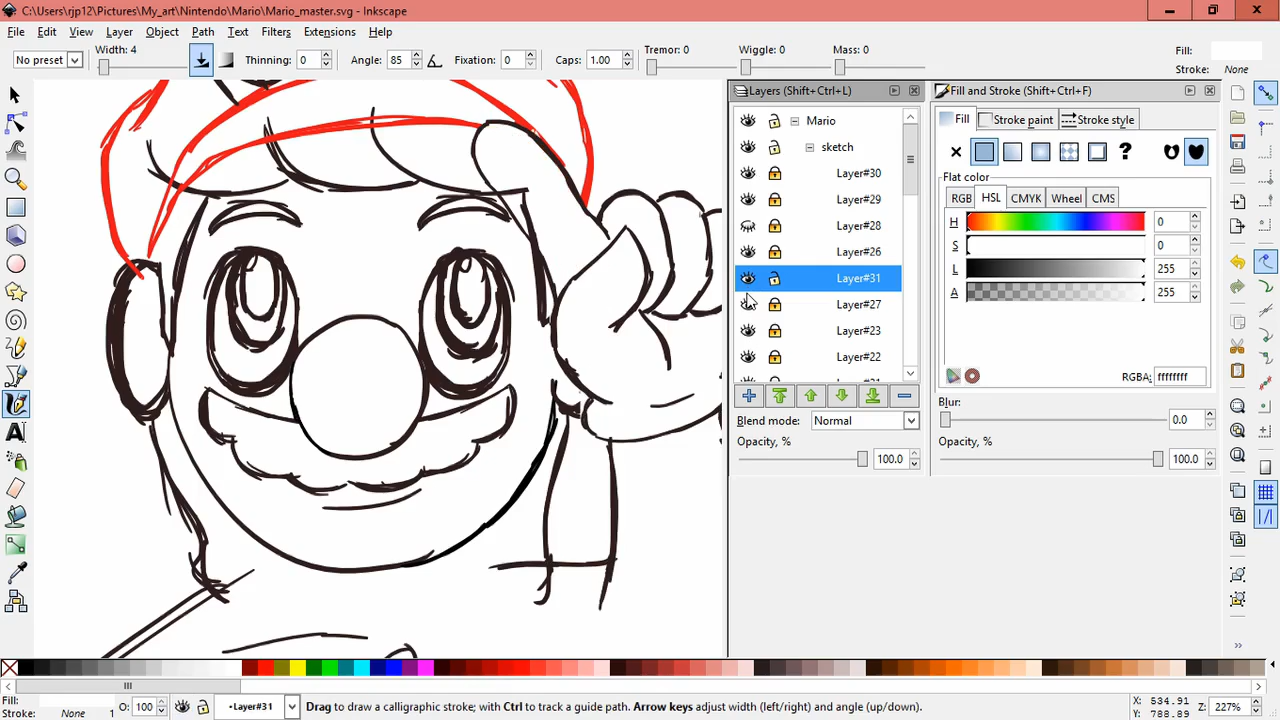 C:\Users\rjp12\Pictures\My_art\Nintendo\Mario\Mario_master.svg - Inkscape
File Edit View Layer Object Path Text Filters Extensions Help
No preset Width: 4 Thinning: 0 Angle: 85 Fixation: 0 Caps: 1.00 Tremor: 0 Wiggle: 0 Mass: 0 Fill: Stroke: None
Layers (Shift+Ctrl+L)
Mario
sketch
Layer#30
Layer#29
Layer#28
Layer#26
Layer#31
Layer#27
Layer#23
Layer#22
Blend mode: Normal
Opacity, % 100.0
Fill and Stroke (Shift+Ctrl+F)
Fill Stroke paint Stroke style
?
Flat color
RGB HSL CMYK Wheel CMS
H 0
S 0
L 255
A 255
RGBA: ffffffff
Blur:
0.0
Opacity, %
100.0
Fill:
Stroke: None 1 O: 100 •Layer#31 Drag to draw a calligraphic stroke; with Ctrl to track a guide path. Arrow keys adjust width (left/right) and angle (up/down).
X: 534.91
Y: 788.89
Z: 227%